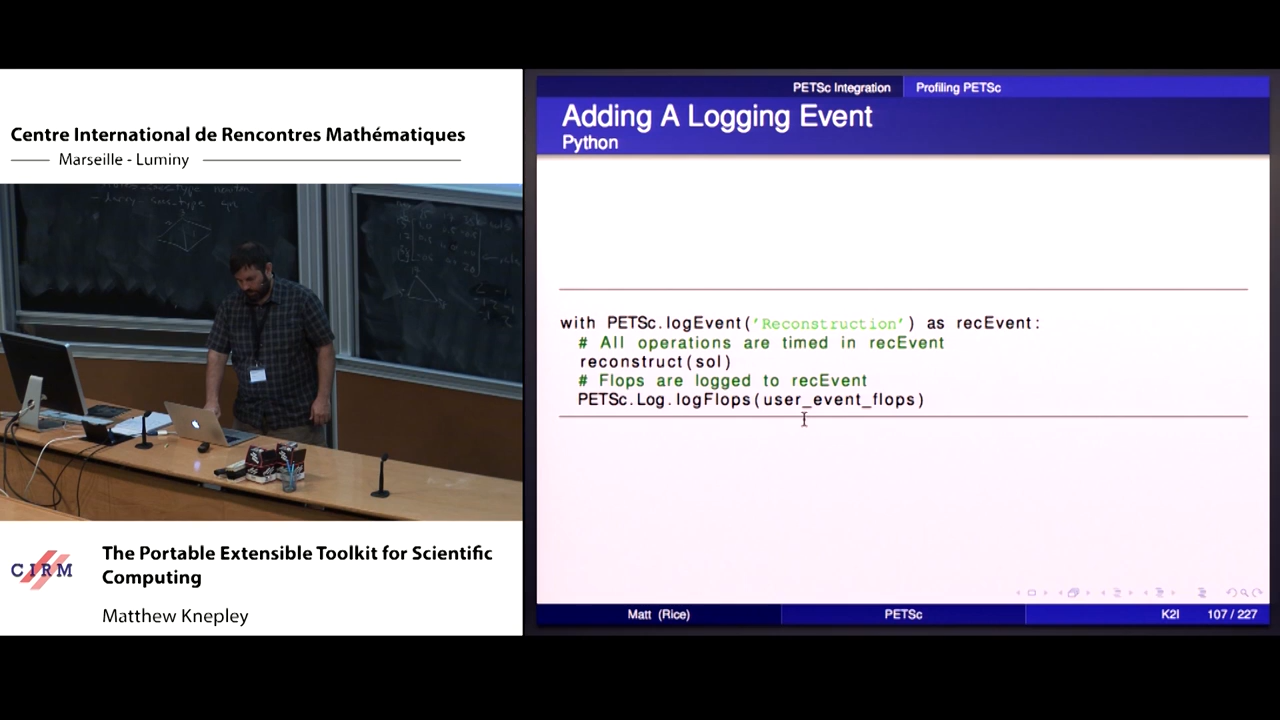 Centre International de Rencontres Mathématiques
Marseille - Luminy
CIRM
The Portable Extensible Toolkit for Scientific
Computing
Matthew Knepley
PETSc Integration
Profiling PETSc
Adding A Logging Event
Python
with PETSc.logEvent('Reconstruction') as recEvent:
# All operations are timed in recEvent
reconstruct(sol)
# Flops are logged to recEvent
PETSc.Log.logFlops(user_event_flops)
Matt (Rice)
PETSc
K2I
107 / 227